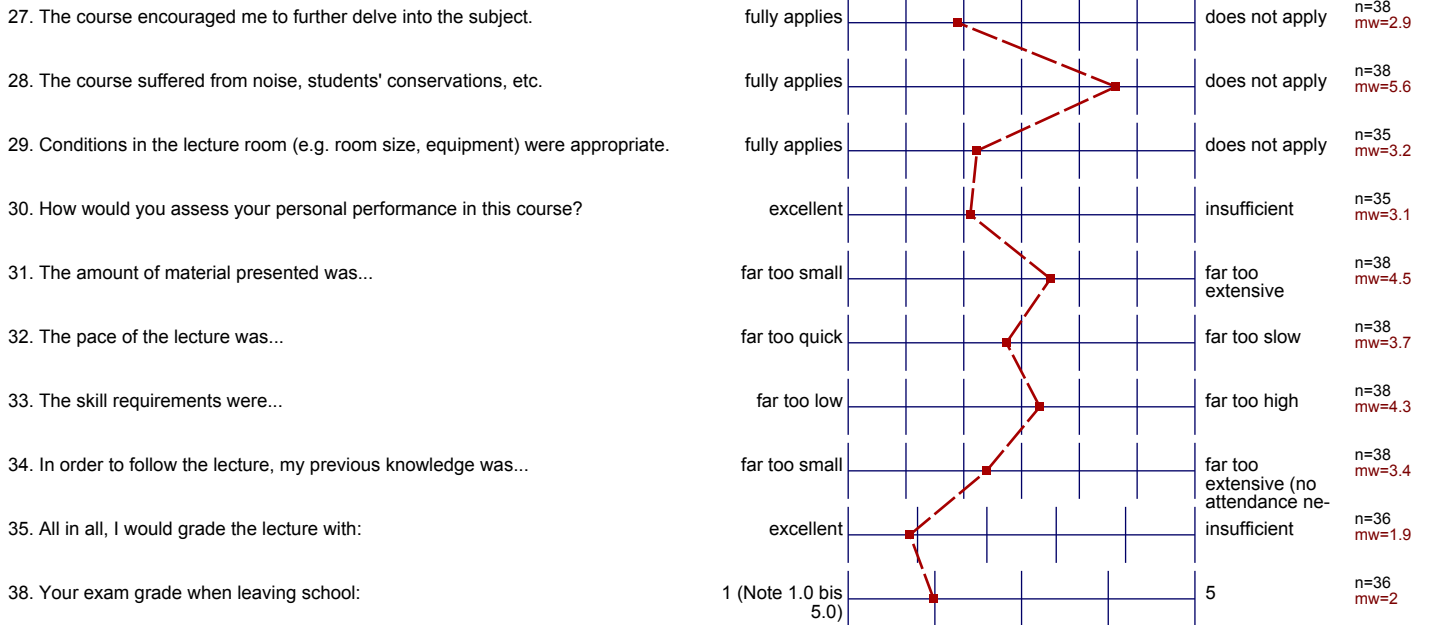 27. The course encouraged me to further delve into the subject. fully applies does not apply n=38
mw=2.9
28. The course suffered from noise, students' conservations, etc. fully applies does not apply n=38
mw=5.6
29. Conditions in the lecture room (e.g. room size, equipment) were appropriate. fully applies does not apply n=35
mw=3.2
30. How would you assess your personal performance in this course? excellent insufficient n=35
mw=3.1
31. The amount of material presented was... far too small far too n=38
extensive mw=4.5
32. The pace of the lecture was... far too quick far too slow n=38
mw=3.7
33. The skill requirements were... far too low far too high n=38
mw=4.3
34. In order to follow the lecture, my previous knowledge was... far too small far too n=38
extensive (no mw=3.4
attendance ne-
35. All in all, I would grade the lecture with: excellent insufficient n=36
mw=1.9
38. Your exam grade when leaving school: 1 (Note 1.0 bis 5 n=36
5.0) mw=2